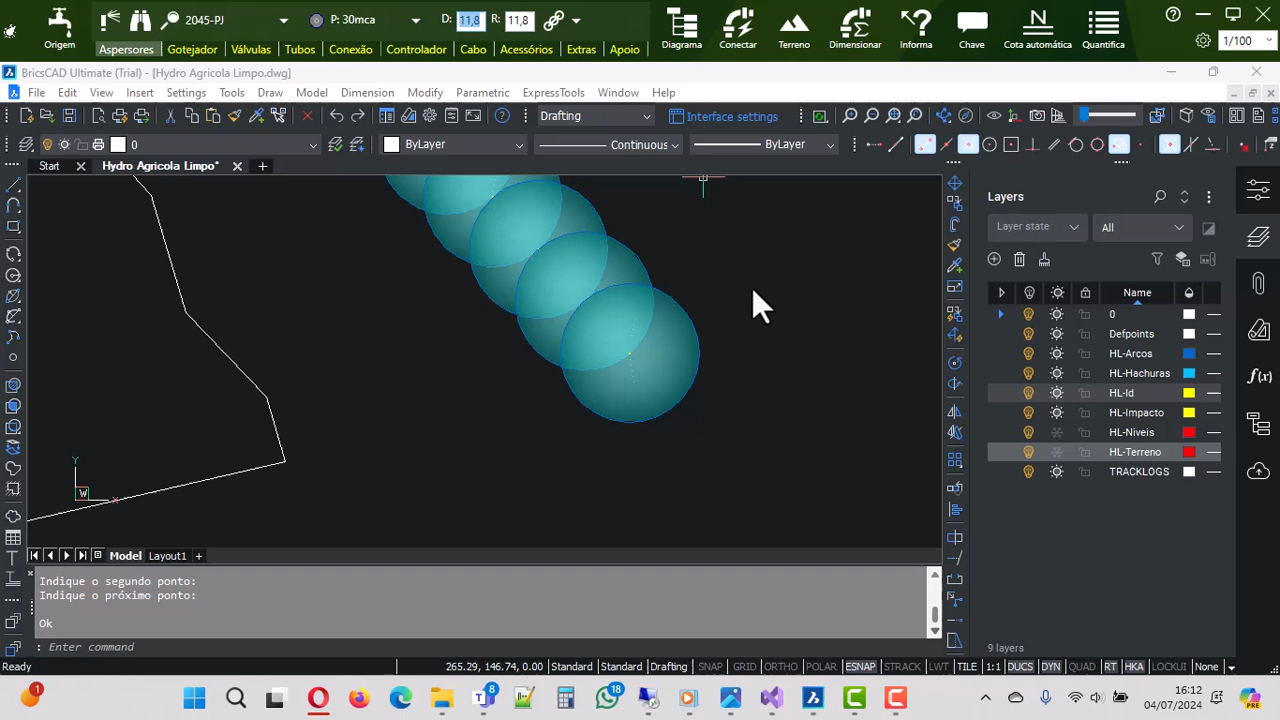 2045-PJ P: 30mca D: 11,8 R: 11,8
Origem Diagrama Conectar Terreno Dimensionar Informa Chave Cota automática Quantifica 1/100
Aspersores Gotejador Válvulas Tubos Conexão Controlador Cabo Acessórios Extras Apoio
BricsCAD Ultimate (Trial) - [Hydro Agricola Limpo.dwg]
File Edit View Insert Settings Tools Draw Model Dimension Modify Parametric ExpressTools Window Help
Drafting Interface settings
0 ByLayer Continuous ByLayer
Start Hydro Agricola Limpo*
Layers
Layer state All
Name
0
Defpoints
HL-Arcos
HL-Hachuras
HL-Id
HL-Impacto
HL-Niveis
HL-Terreno
TRACKLOGS
Y
W
X
Model Layout1
Indique o segundo ponto:
Indique o próximo ponto:
Ok
: Enter command
9 layers
Ready 265.29, 146.74, 0.00 Standard Standard Drafting SNAP GRID ORTHO POLAR ESNAP STRACK LWT TILE 1:1 DUCS DYN QUAD RT HKA LOCKUI None
1 8 18 16:12
04/07/2024 PRE